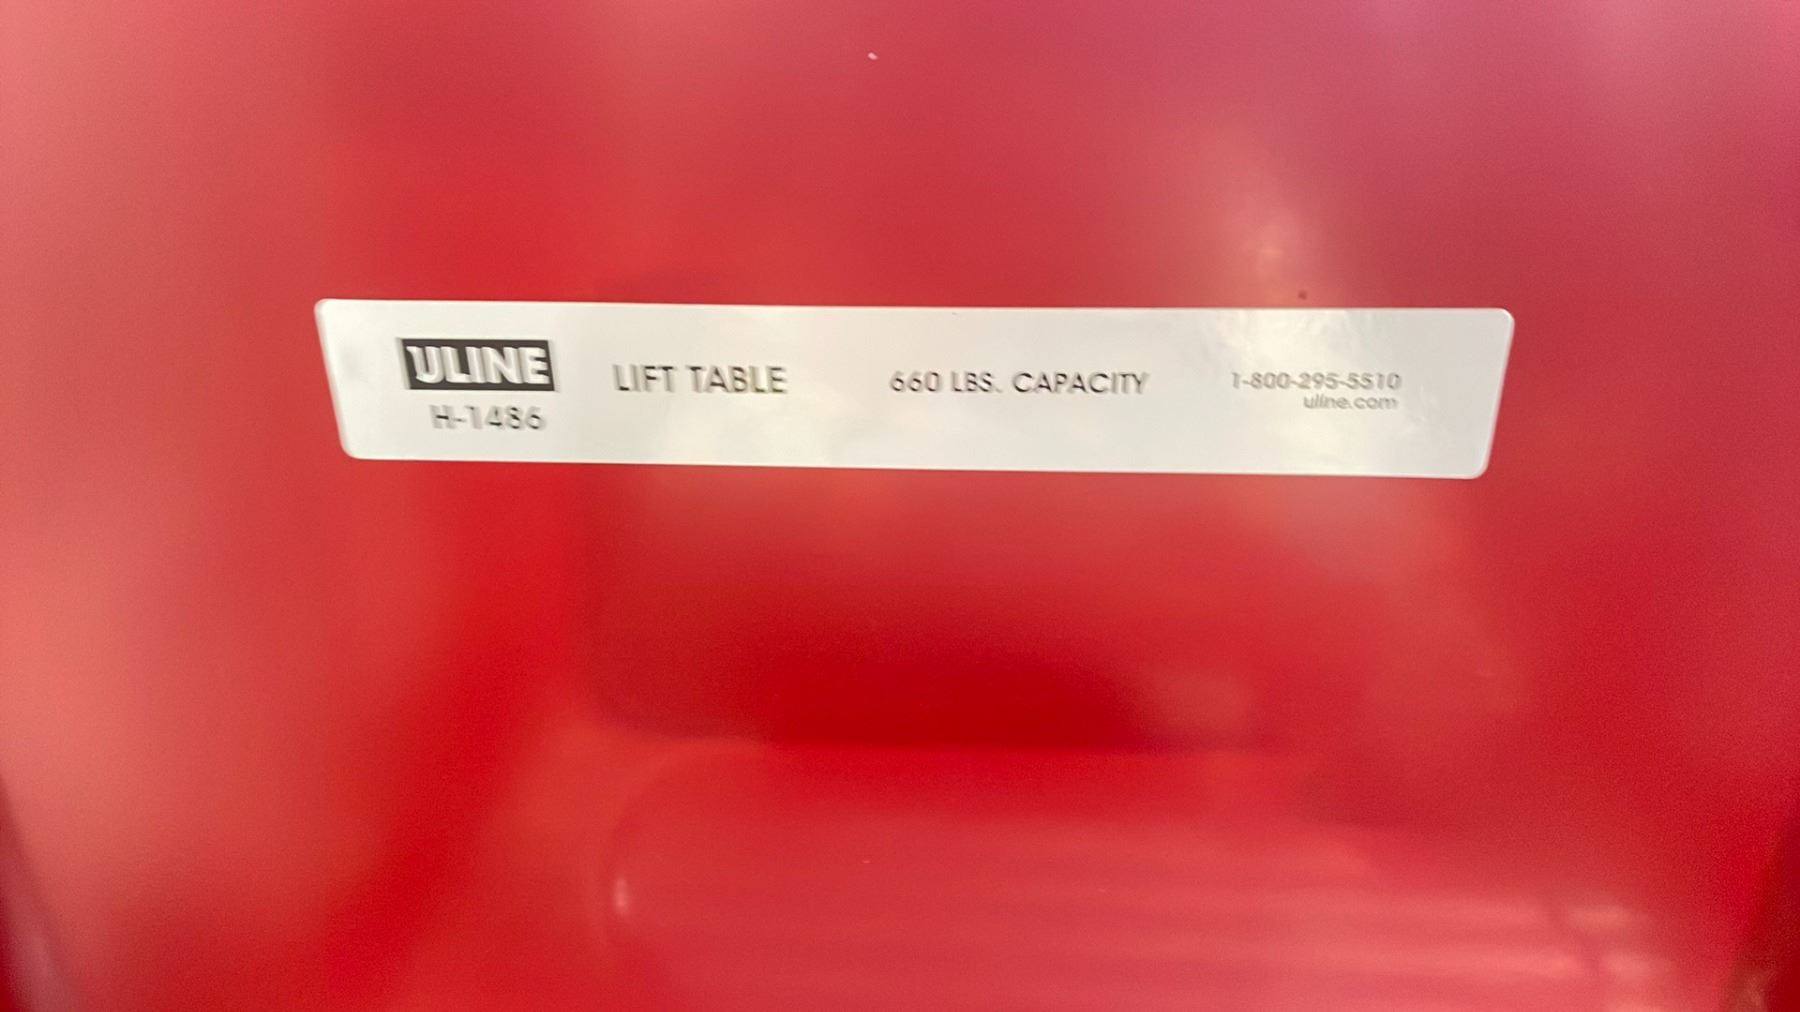 ULINE
H-1486
LIFT TABLE
660 LBS. CAPACITY
1-800-295-5510
uline.com